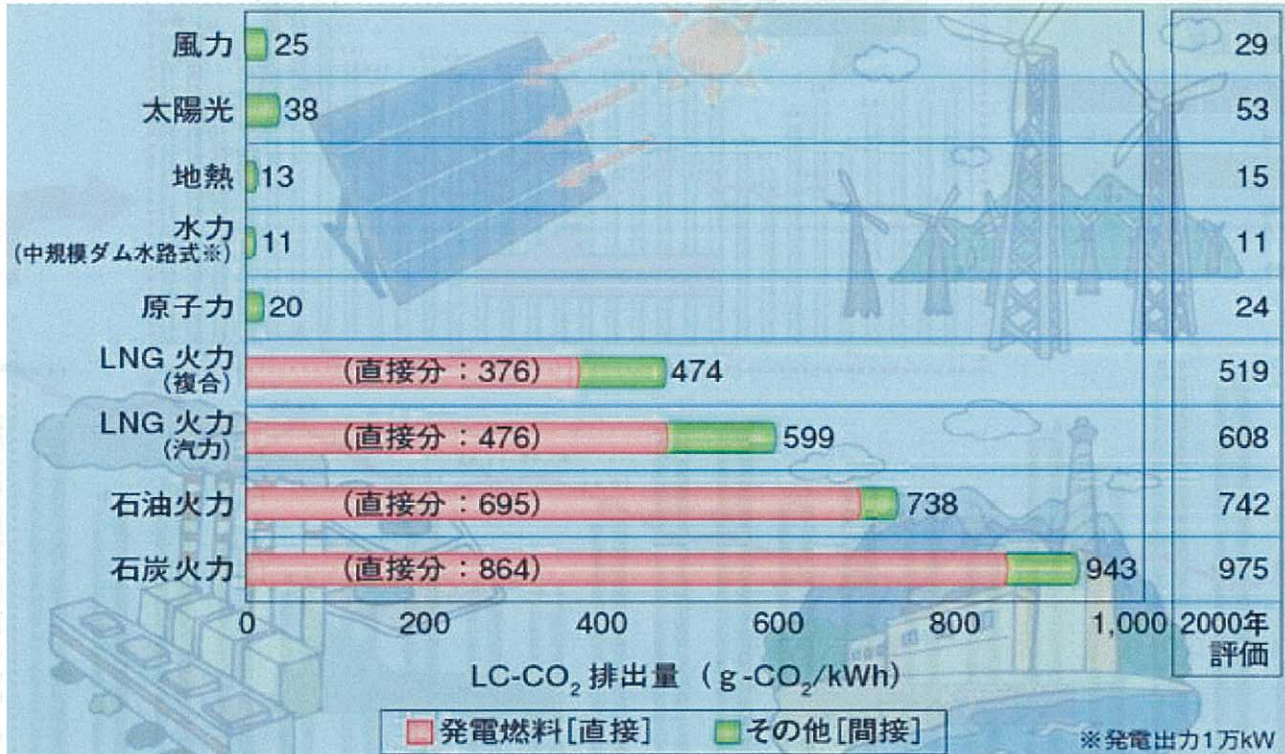 風力 25 29
太陽光 38 53
地熱 13 15
水力 11 11
(中規模ダム水路式※)
原子力 20 24
LNG 火力 (直接分：376) 474 519
(複合)
LNG 火力 (直接分：476) 599 608
(汽力)
石油火力 (直接分：695) 738 742
石炭火力 (直接分：864) 943 975
0 200 400 600 800 1,000 2000年
評価
LC-CO₂ 排出量 (g-CO₂/kWh)
発電燃料[直接] その他[間接]
※発電出力1万kW